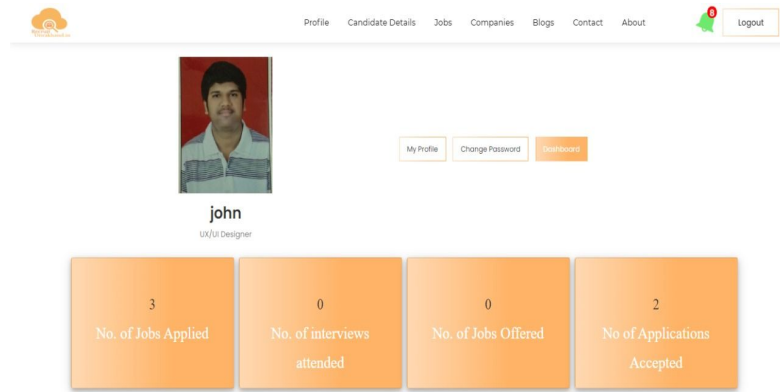 Profile Candidate Details Jobs Companies Blogs Contact About 8 Logout
My Profile Change Password Dashboard
john
UX/UI Designer
3 0 0 2
No. of Jobs Applied No. of interviews No. of Jobs Offered No of Applications
attended Accepted